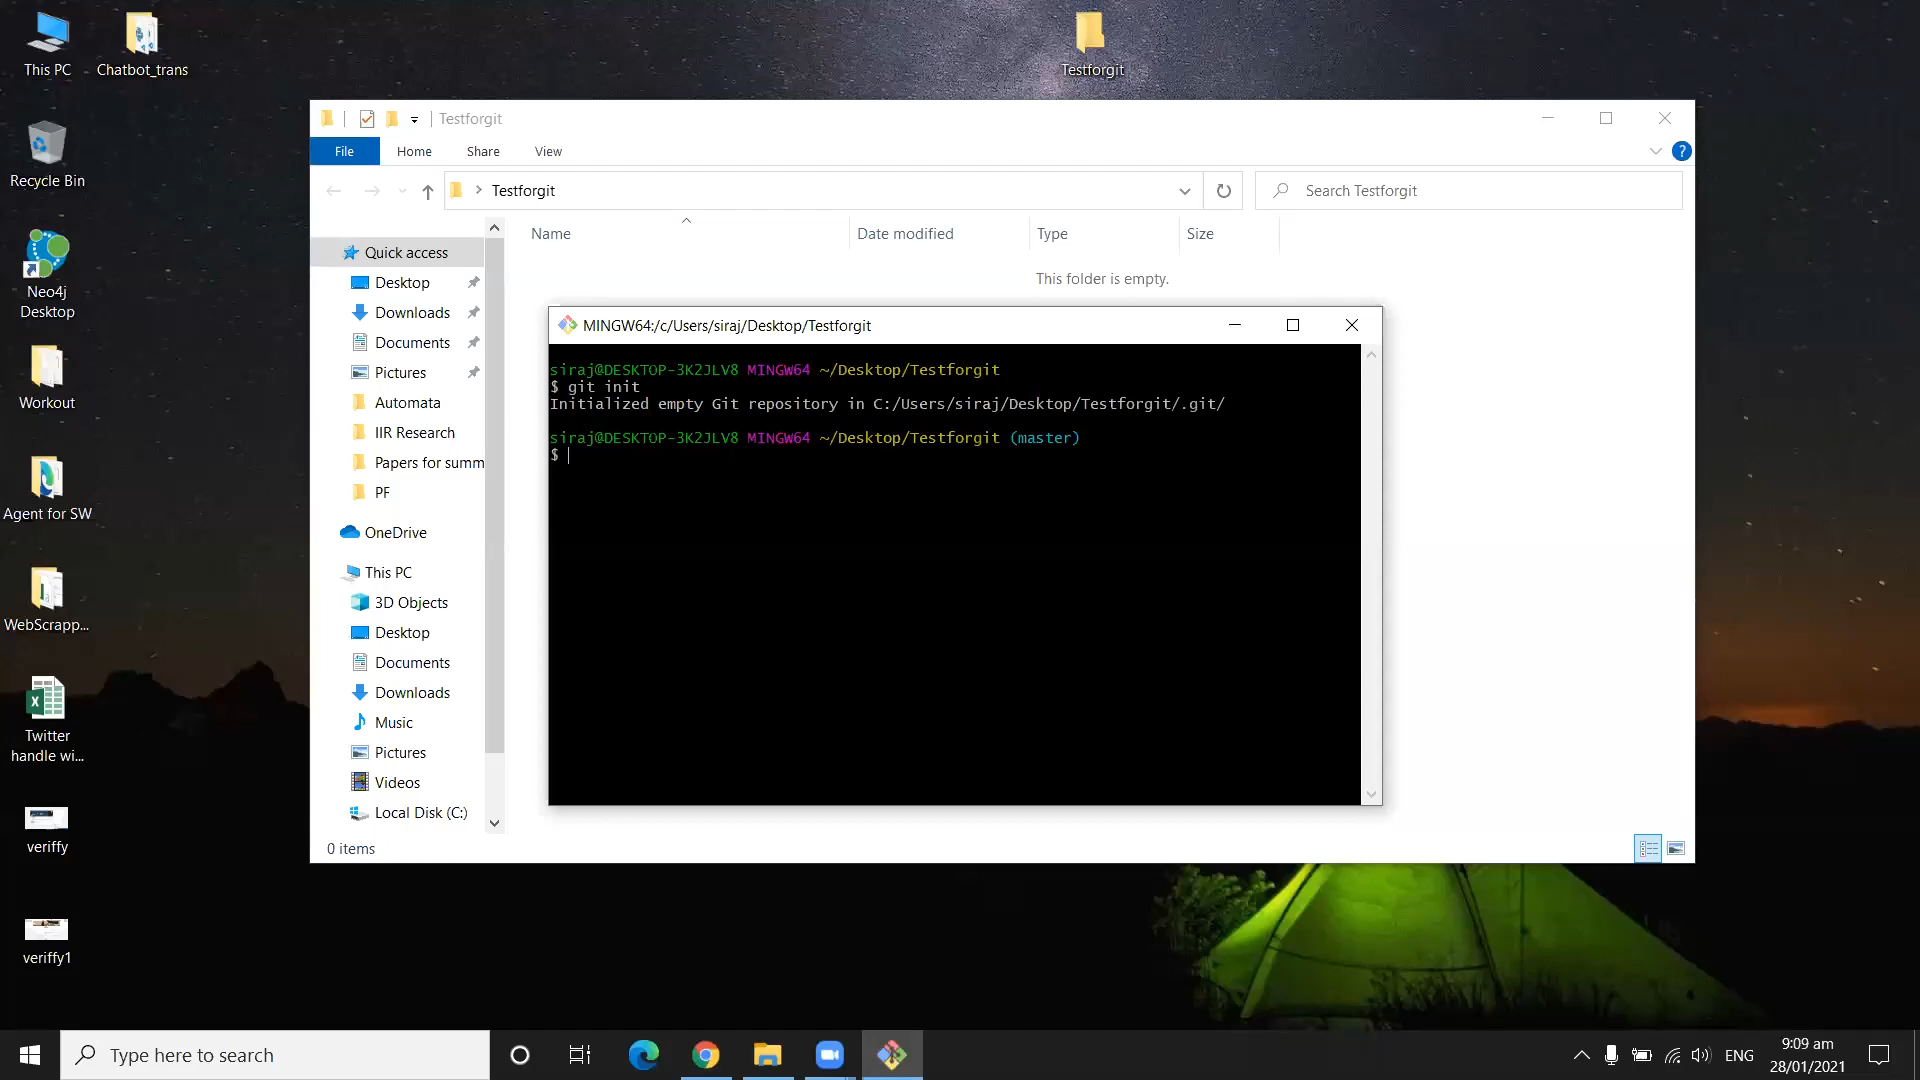 This PC
Chatbot_trans
Testforgit
Recycle Bin
Neo4j
Desktop
Workout
Agent for SW
WebScrapp...
Twitter
handle wi...
veriffy
veriffy1
Testforgit
File
Home
Share
View
?
Testforgit
Search Testforgit
Name
Date modified
Type
Size
This folder is empty.
Quick access
Desktop
Downloads
Documents
Pictures
Automata
IIR Research
Papers for summ
PF
OneDrive
This PC
3D Objects
Desktop
Documents
Downloads
Music
Pictures
Videos
Local Disk (C:)
0 items
MINGW64:/c/Users/siraj/Desktop/Testforgit
siraj@DESKTOP-3K2JLV8 MINGW64 ~/Desktop/Testforgit
$ git init
Initialized empty Git repository in C:/Users/siraj/Desktop/Testforgit/.git/
siraj@DESKTOP-3K2JLV8 MINGW64 ~/Desktop/Testforgit (master)
$
Type here to search
ENG
9:09 am
28/01/2021